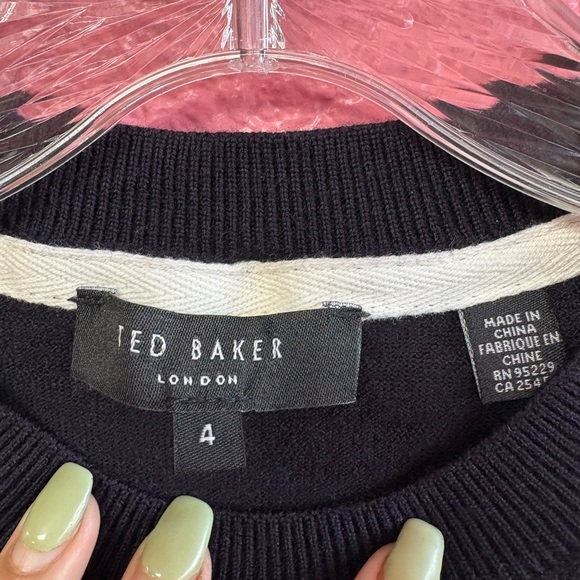 TED BAKER
LONDON
4
MADE IN
CHINA
FABRIQUE EN
CHINE
RN 95229